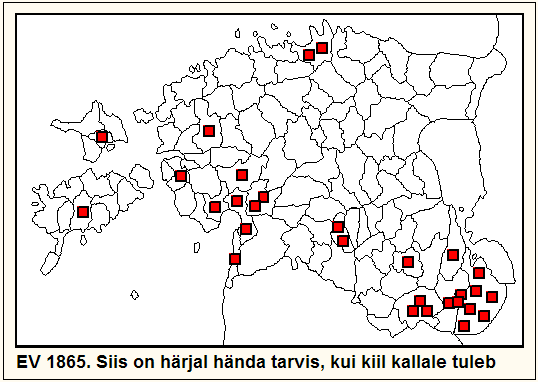 EV 1865. Siis on härjal hända tarvis, kui kiil kallale tuleb